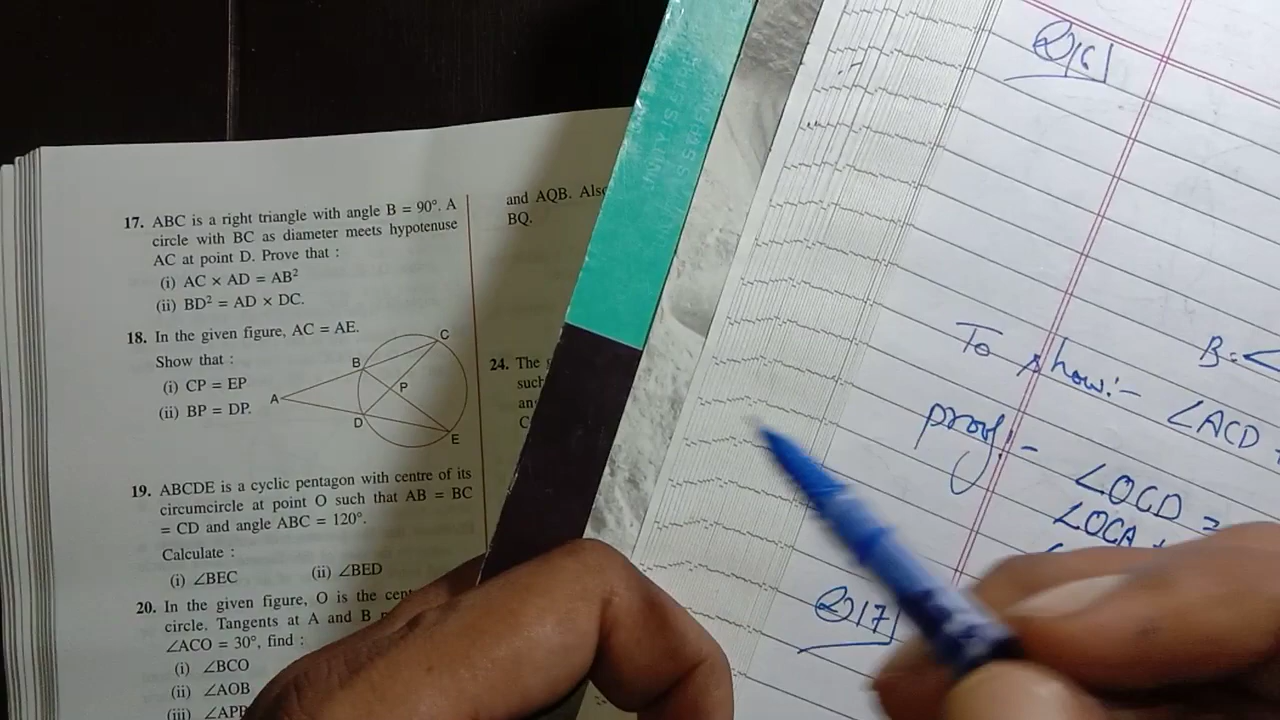 17. ABC is a right triangle with angle B = 90°. A
circle with BC as diameter meets hypotenuse
AC at point D. Prove that :
(i) AC × AD = AB²
(ii) BD² = AD × DC.
18. In the given figure, AC = AE.
Show that :
(i) CP = EP
(ii) BP = DP.
A
B
C
P
D
E
19. ABCDE is a cyclic pentagon with centre of its
circumcircle at point O such that AB = BC
= CD and angle ABC = 120°.
Calculate :
(i) ∠BEC (ii) ∠BED
20. In the given figure, O is the
circle. Tangents at A and B
∠ACO = 30°, find :
(i) ∠BCO
(ii) ∠AOB
(iii)
and AQB.
BQ.
24. The
Q16
B
To show:-
∠ACD
proof:-
∠OCD =
∠OCA +
Q17